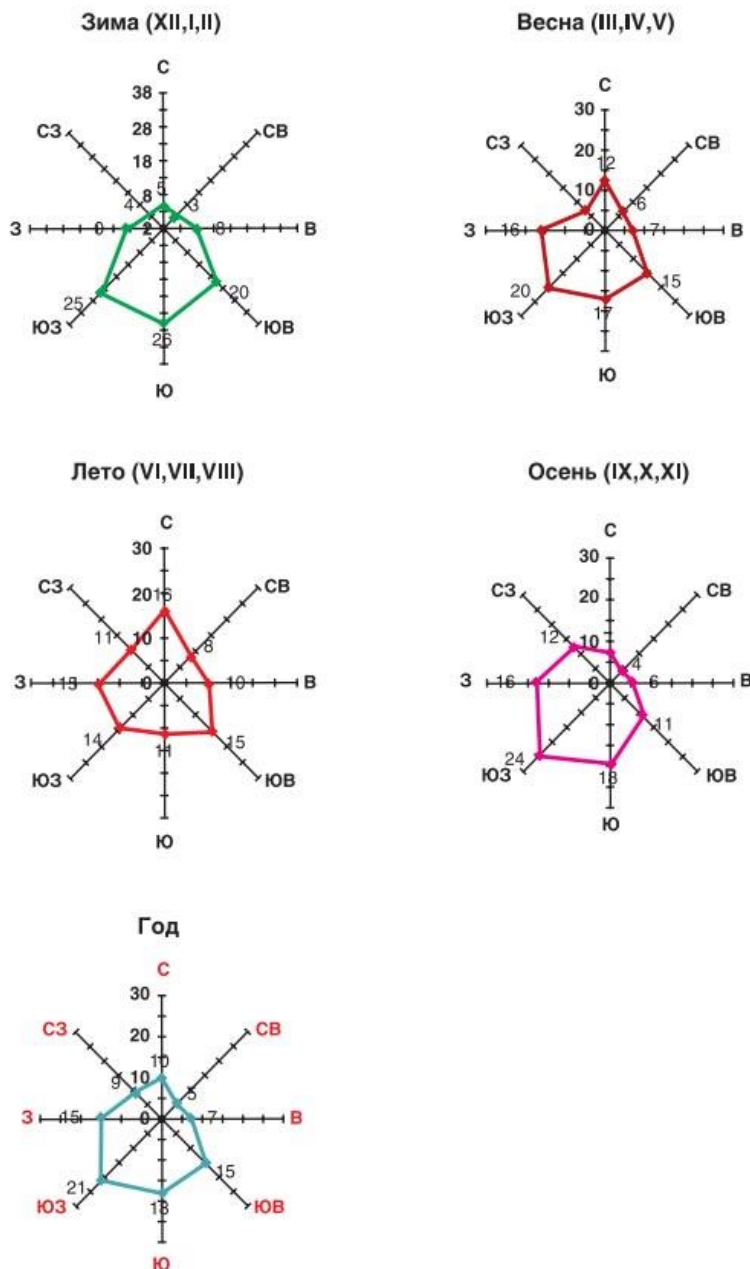 Зима (XII,I,II)
С
38
28
18
8
СЗ
СВ
5
4
3
З
2
8
В
25
20
ЮЗ
26
ЮВ
Ю
Весна (III,IV,V)
С
30
20
12
10
СЗ
СВ
6
З
16
0
7
В
20
15
ЮЗ
17
ЮВ
Ю
Лето (VI,VII,VIII)
С
30
20
16
10
СЗ
СВ
11
8
З
15
0
10
В
14
15
ЮЗ
11
ЮВ
Ю
Осень (IX,X,XI)
С
30
20
10
СЗ
СВ
12
4
З
16
0
6
В
24
11
ЮЗ
18
ЮВ
Ю
Год
С
30
20
10
10
СЗ
СВ
9
5
З
15
0
7
В
21
15
ЮЗ
18
ЮВ
Ю